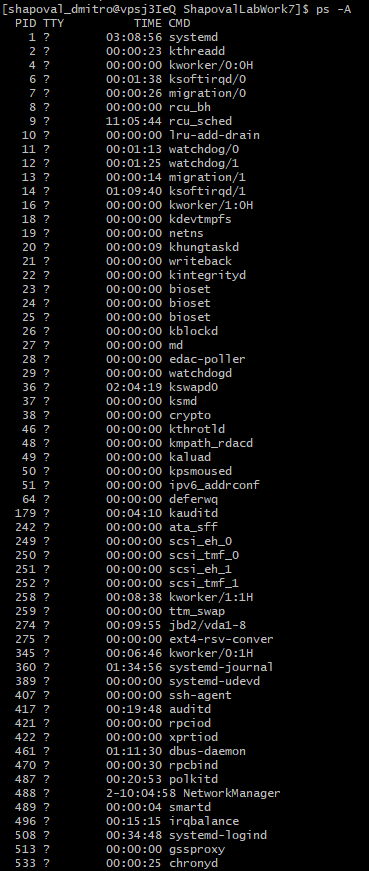 [shapoval_dmitro@vpsj3IeQ ShapovalLabWork7]$ ps -A
PID TTY TIME CMD
1 ? 03:08:56 systemd
2 ? 00:00:23 kthreadd
4 ? 00:00:00 kworker/0:0H
6 ? 00:01:38 ksoftirqd/0
7 ? 00:00:26 migration/0
8 ? 00:00:00 rcu_bh
9 ? 11:05:44 rcu_sched
10 ? 00:00:00 lru-add-drain
11 ? 00:01:13 watchdog/0
12 ? 00:01:25 watchdog/1
13 ? 00:00:14 migration/1
14 ? 01:09:40 ksoftirqd/1
16 ? 00:00:00 kworker/1:0H
18 ? 00:00:00 kdevtmpfs
19 ? 00:00:00 netns
20 ? 00:00:09 khungtaskd
21 ? 00:00:00 writeback
22 ? 00:00:00 kintegrityd
23 ? 00:00:00 bioset
24 ? 00:00:00 bioset
25 ? 00:00:00 bioset
26 ? 00:00:00 kblockd
27 ? 00:00:00 md
28 ? 00:00:00 edac-poller
29 ? 00:00:00 watchdogd
36 ? 02:04:19 kswapd0
37 ? 00:00:00 ksmd
38 ? 00:00:00 crypto
46 ? 00:00:00 kthrotld
48 ? 00:00:00 kmpath_rdacd
49 ? 00:00:00 kaluad
50 ? 00:00:00 kpsmoused
51 ? 00:00:00 ipv6_addrconf
64 ? 00:00:00 deferwq
179 ? 00:04:10 kauditd
242 ? 00:00:00 ata_sff
249 ? 00:00:00 scsi_eh_0
250 ? 00:00:00 scsi_tmf_0
251 ? 00:00:00 scsi_eh_1
252 ? 00:00:00 scsi_tmf_1
258 ? 00:08:38 kworker/1:1H
259 ? 00:00:00 ttm_swap
274 ? 00:09:55 jbd2/vda1-8
275 ? 00:00:00 ext4-rsv-conver
345 ? 00:06:46 kworker/0:1H
360 ? 01:34:56 systemd-journal
389 ? 00:00:00 systemd-udevd
407 ? 00:00:00 ssh-agent
417 ? 00:19:48 auditd
421 ? 00:00:00 rpciod
422 ? 00:00:00 xprtiod
461 ? 01:11:30 dbus-daemon
470 ? 00:00:30 rpcbind
487 ? 00:20:53 polkitd
488 ? 2-10:04:58 NetworkManager
489 ? 00:00:04 smartd
496 ? 00:15:15 irqbalance
508 ? 00:34:48 systemd-logind
513 ? 00:00:00 gssproxy
533 ? 00:00:25 chronyd